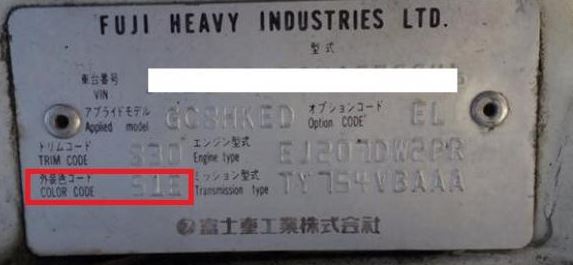 FUJI HEAVY INDUSTRIES LTD.
型式
車台番号
VIN
アプライドモデル GC8HKED オプションコード
Applied model Option CODE
トリムコード エンジン型式 EJ207DW2PR
TRIM CODE Engine type
外装色コード 51E ミッション型式 TY754VBAAA
COLOR CODE Transmission type
富士重工業株式会社